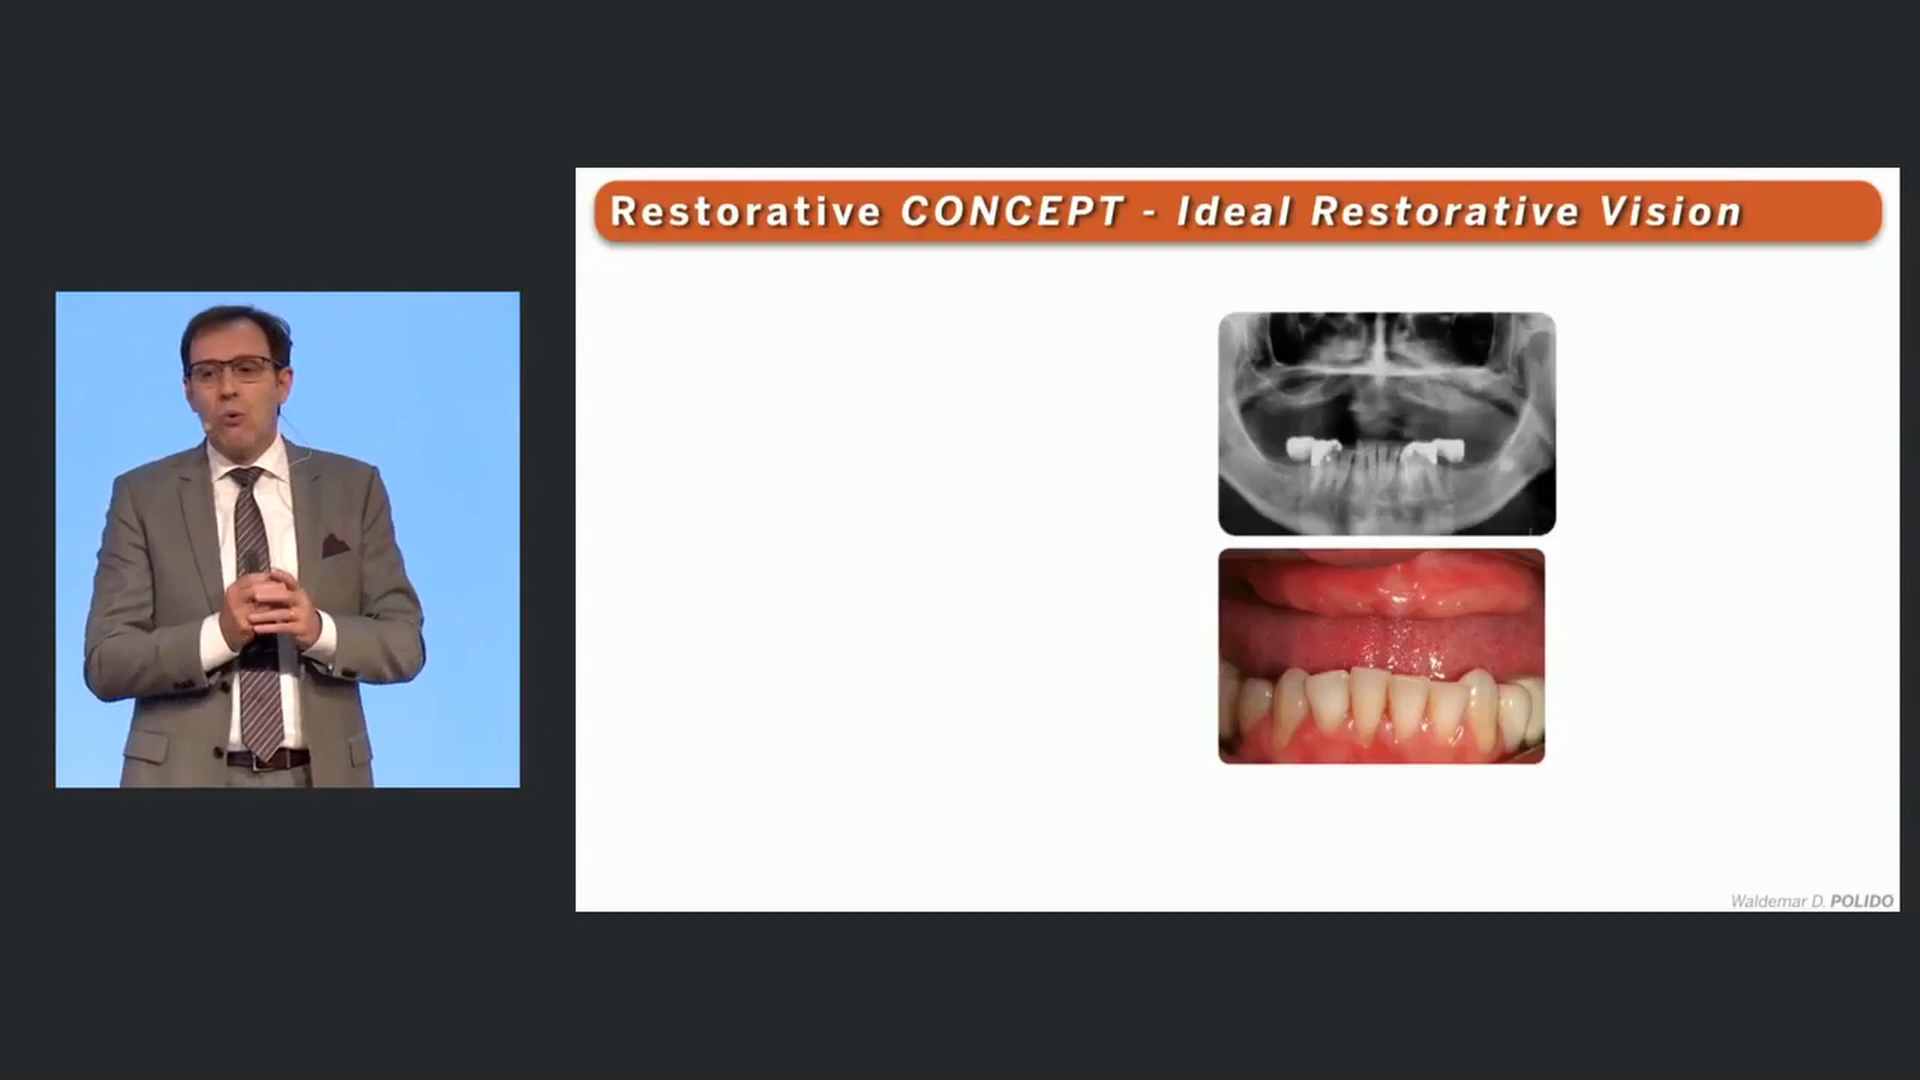 Restorative CONCEPT - Ideal Restorative Vision
Waldemar D. POLIDO